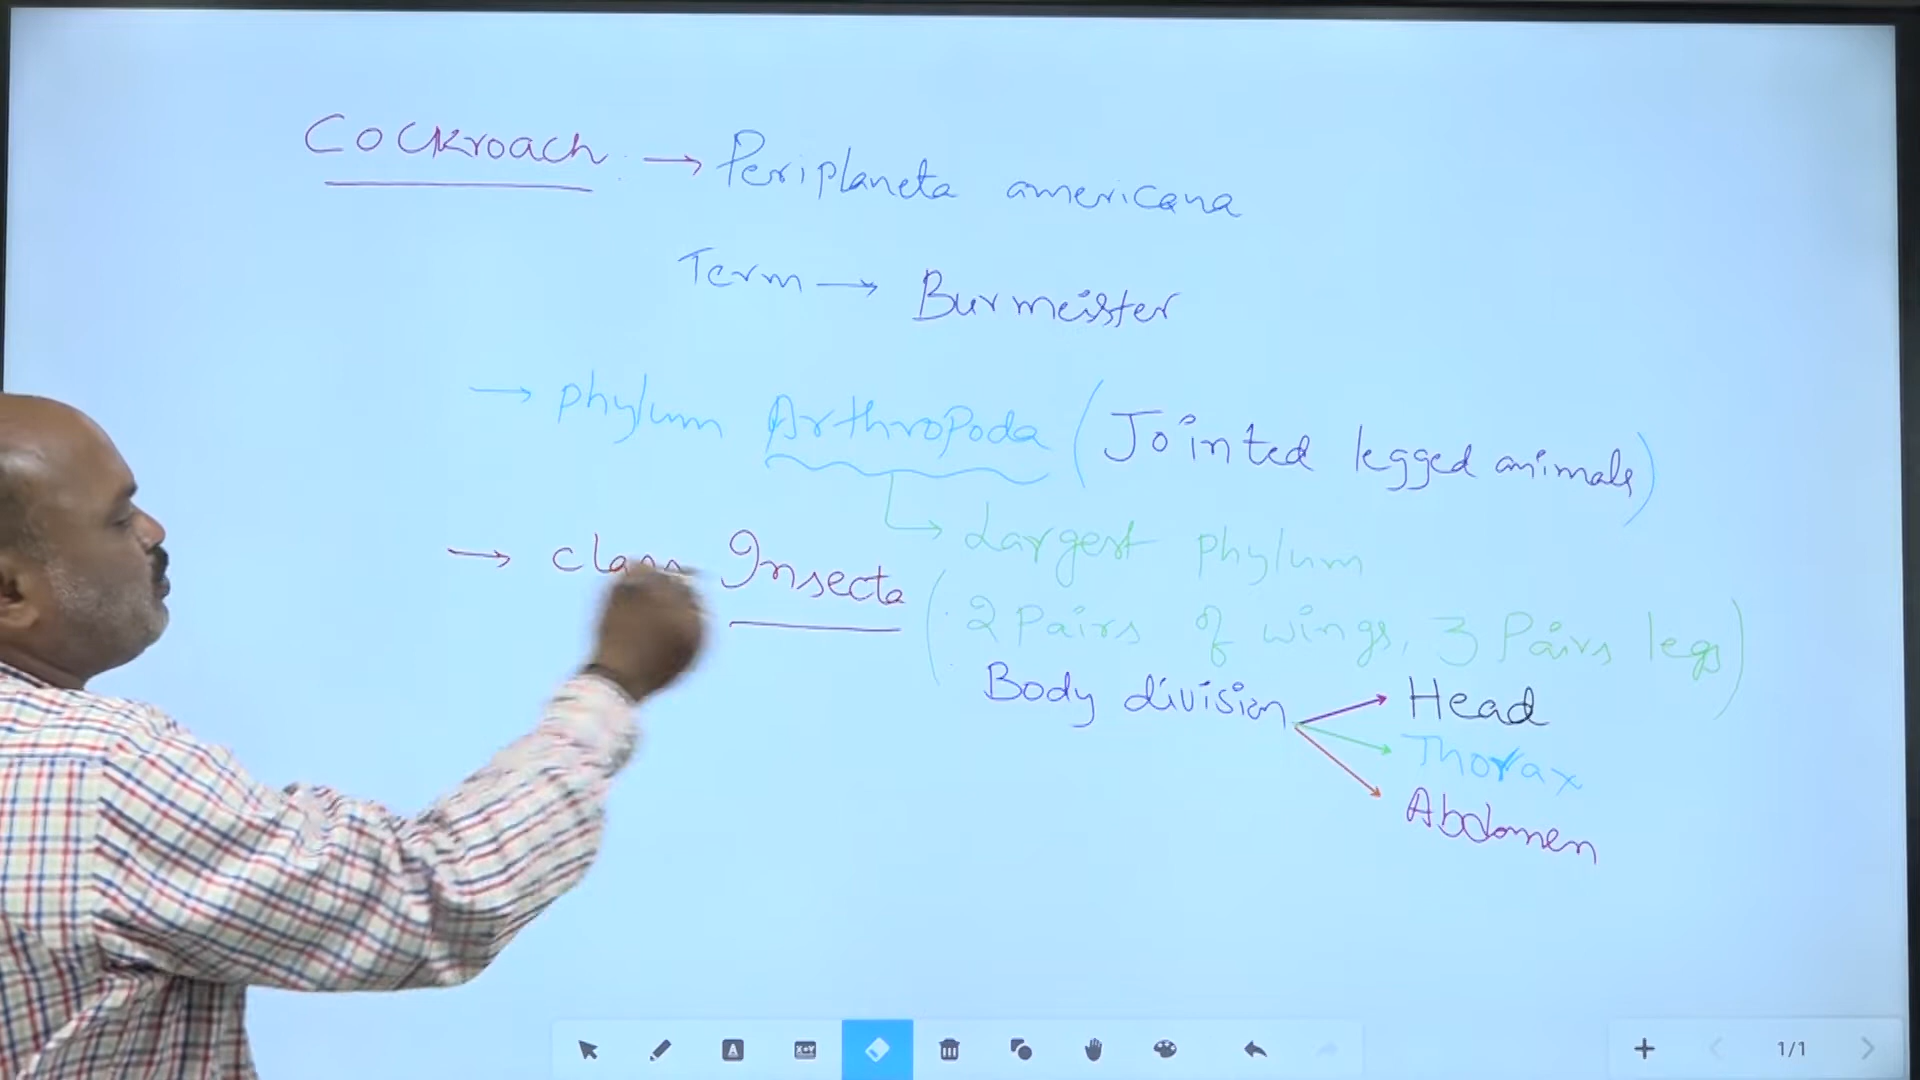 Cockroach → Periplaneta americana
Term → Burmeister
→ Phylum Arthropoda (Jointed legged animals)
→ Largest phylum
→ class Insecta (2 Pairs of wings, 3 Pairs legs)
Body division → Head
→ Thorax
→ Abdomen
1/1